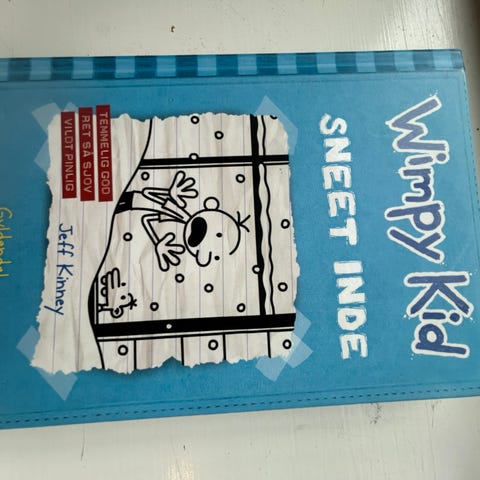 Wimpy Kid
SNEET INDE
TEMMELIG GOD
RET SÅ SJOV
VILDT PINLIG
Jeff Kinney
Gyldendal